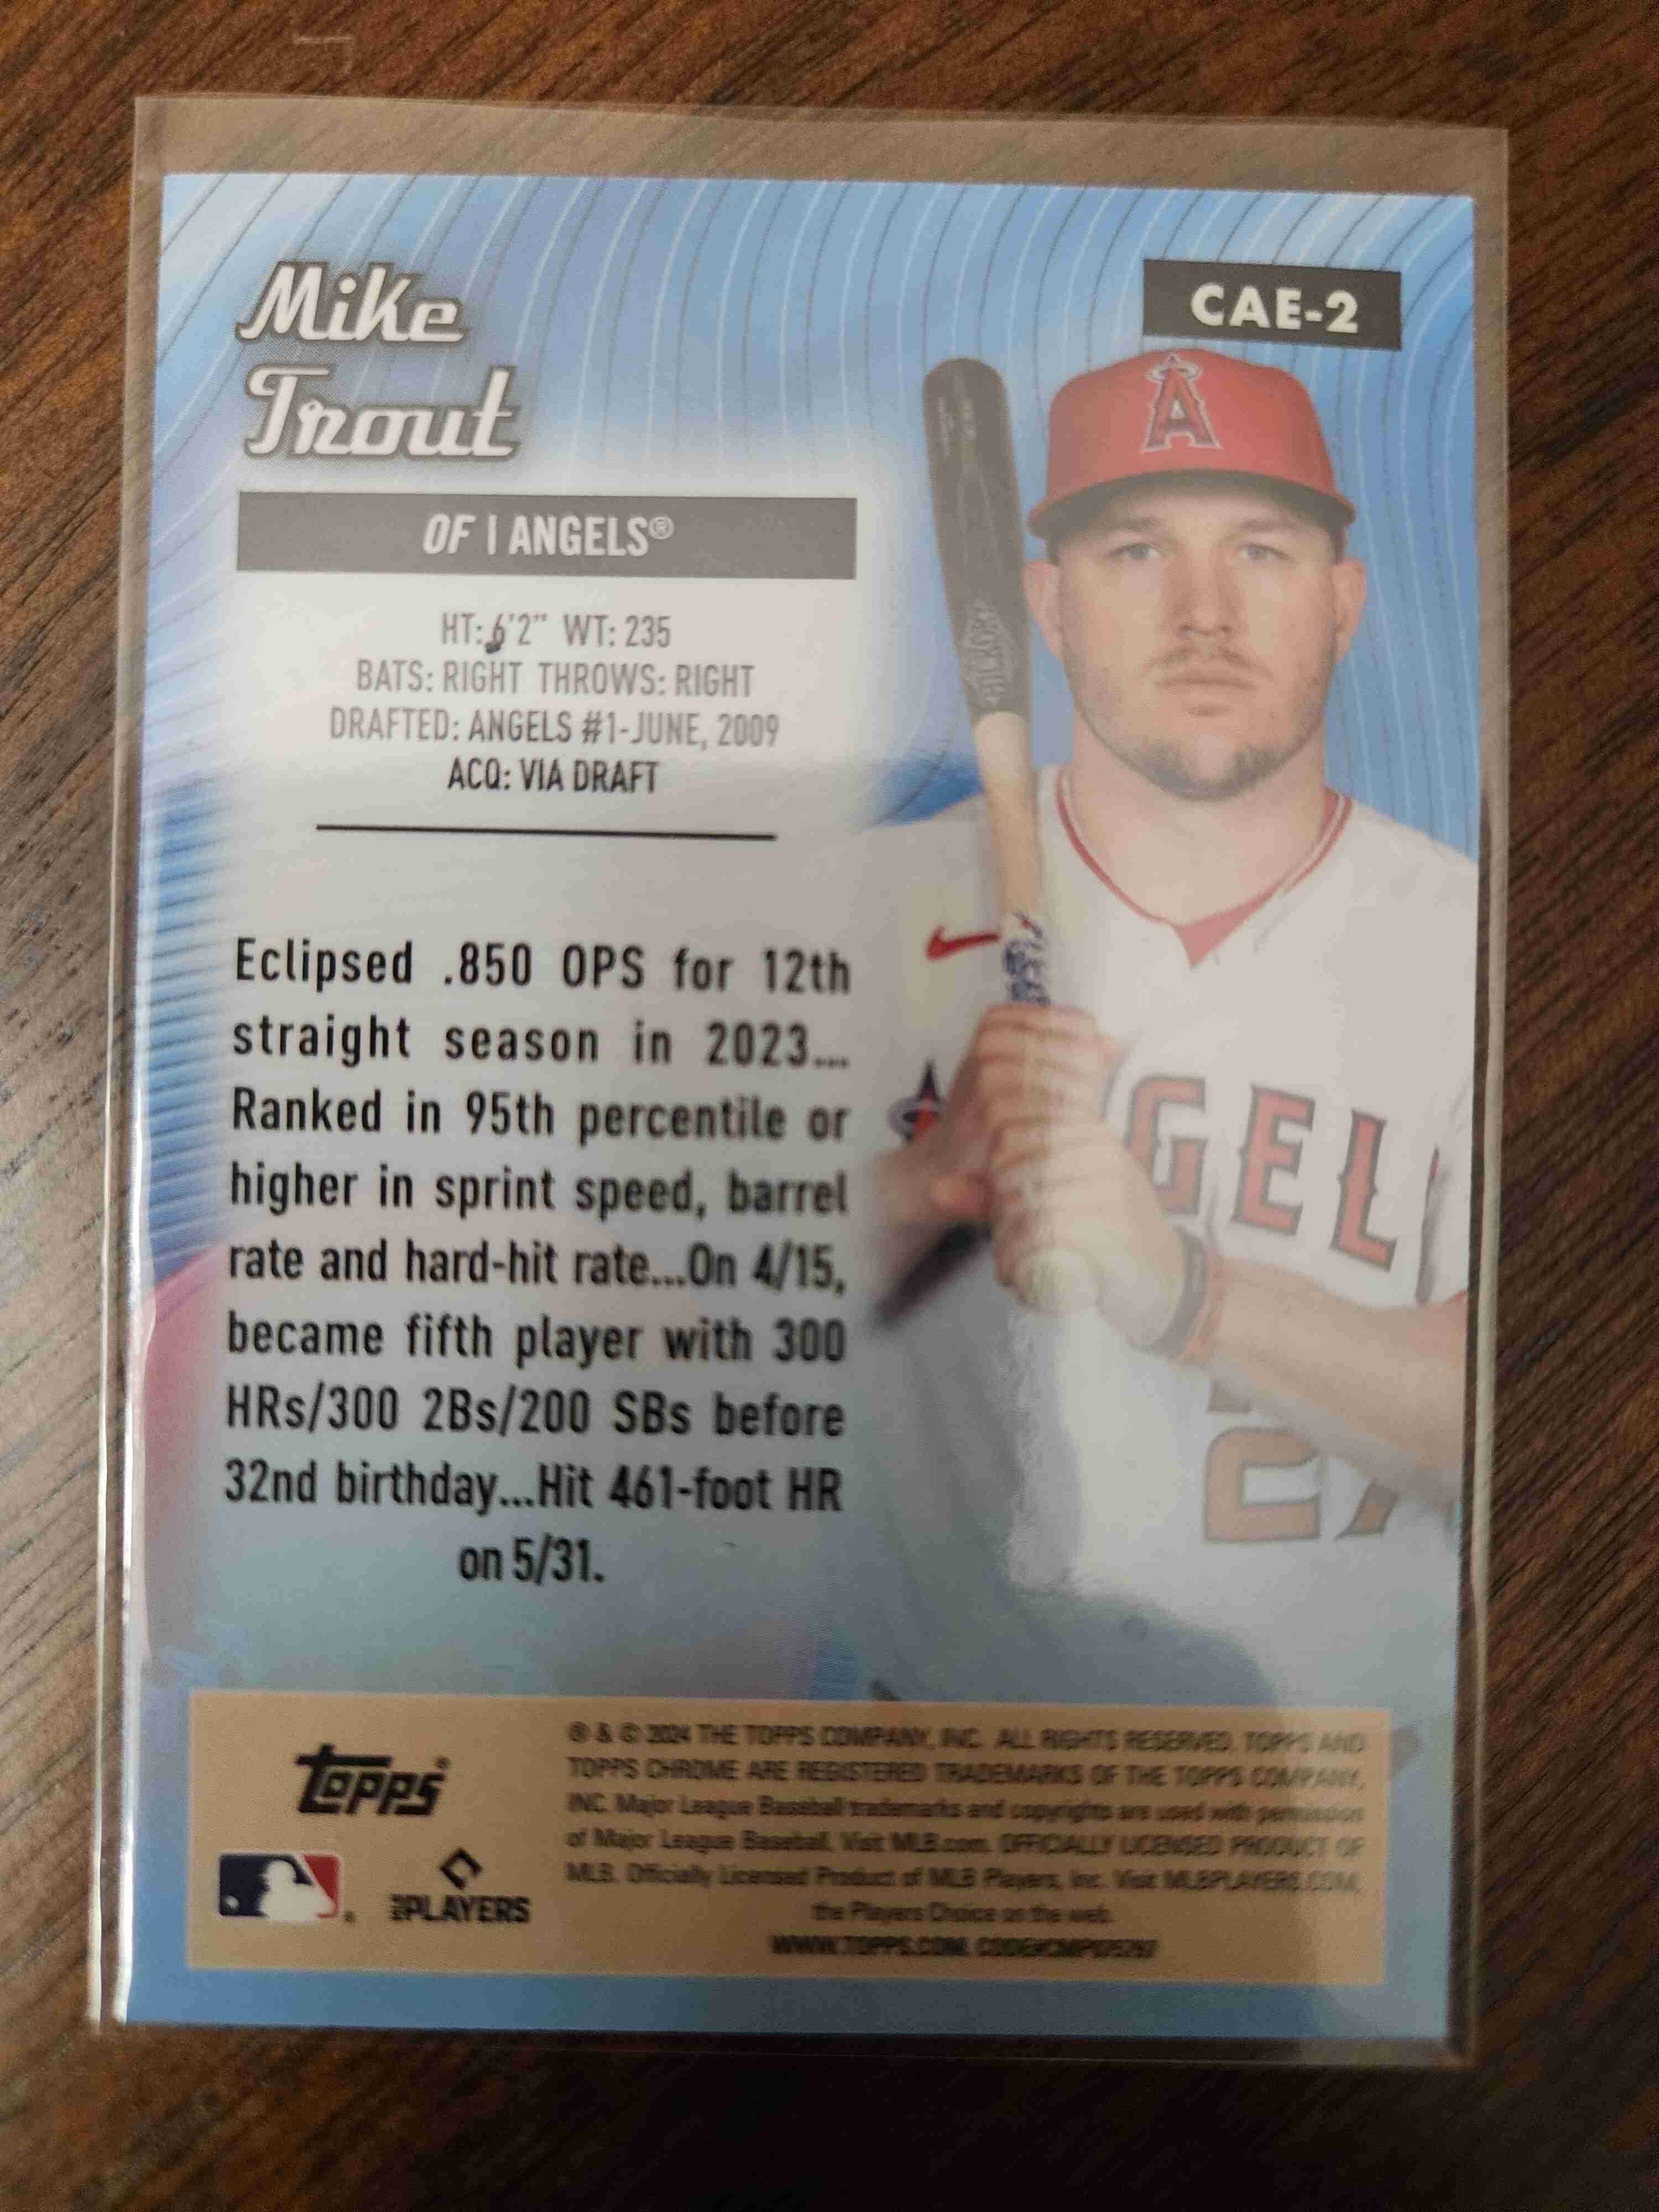 Mike
Trout
CAE-2
OF | ANGELS®
HT: 6'2" WT: 235
BATS: RIGHT THROWS: RIGHT
DRAFTED: ANGELS #1-JUNE, 2009
ACQ: VIA DRAFT
Eclipsed .850 OPS for 12th
straight season in 2023....
Ranked in 95th percentile or
higher in sprint speed, barrel
rate and hard-hit rate...On 4/15,
became fifth player with 300
HRs/300 2Bs/200 SBs before
32nd birthday...Hit 461-foot HR
on 5/31.
A
NGEL
2
topps®
PLAYERS
® & © 2024 THE TOPPS COMPANY, INC. ALL RIGHTS RESERVED. TOPPS AND
TOPPS CHROME ARE REGISTERED TRADEMARKS OF THE TOPPS COMPANY,
INC. Major League Baseball trademarks and copyrights are used with permission
of Major League Baseball. Visit MLB.com. OFFICIALLY LICENSED PRODUCT OF
MLB. Officially Licensed Product of MLB Players, Inc. Visit MLBPLAYERS.COM,
the Players Choice on the web.
WWW.TOPPS.COM.